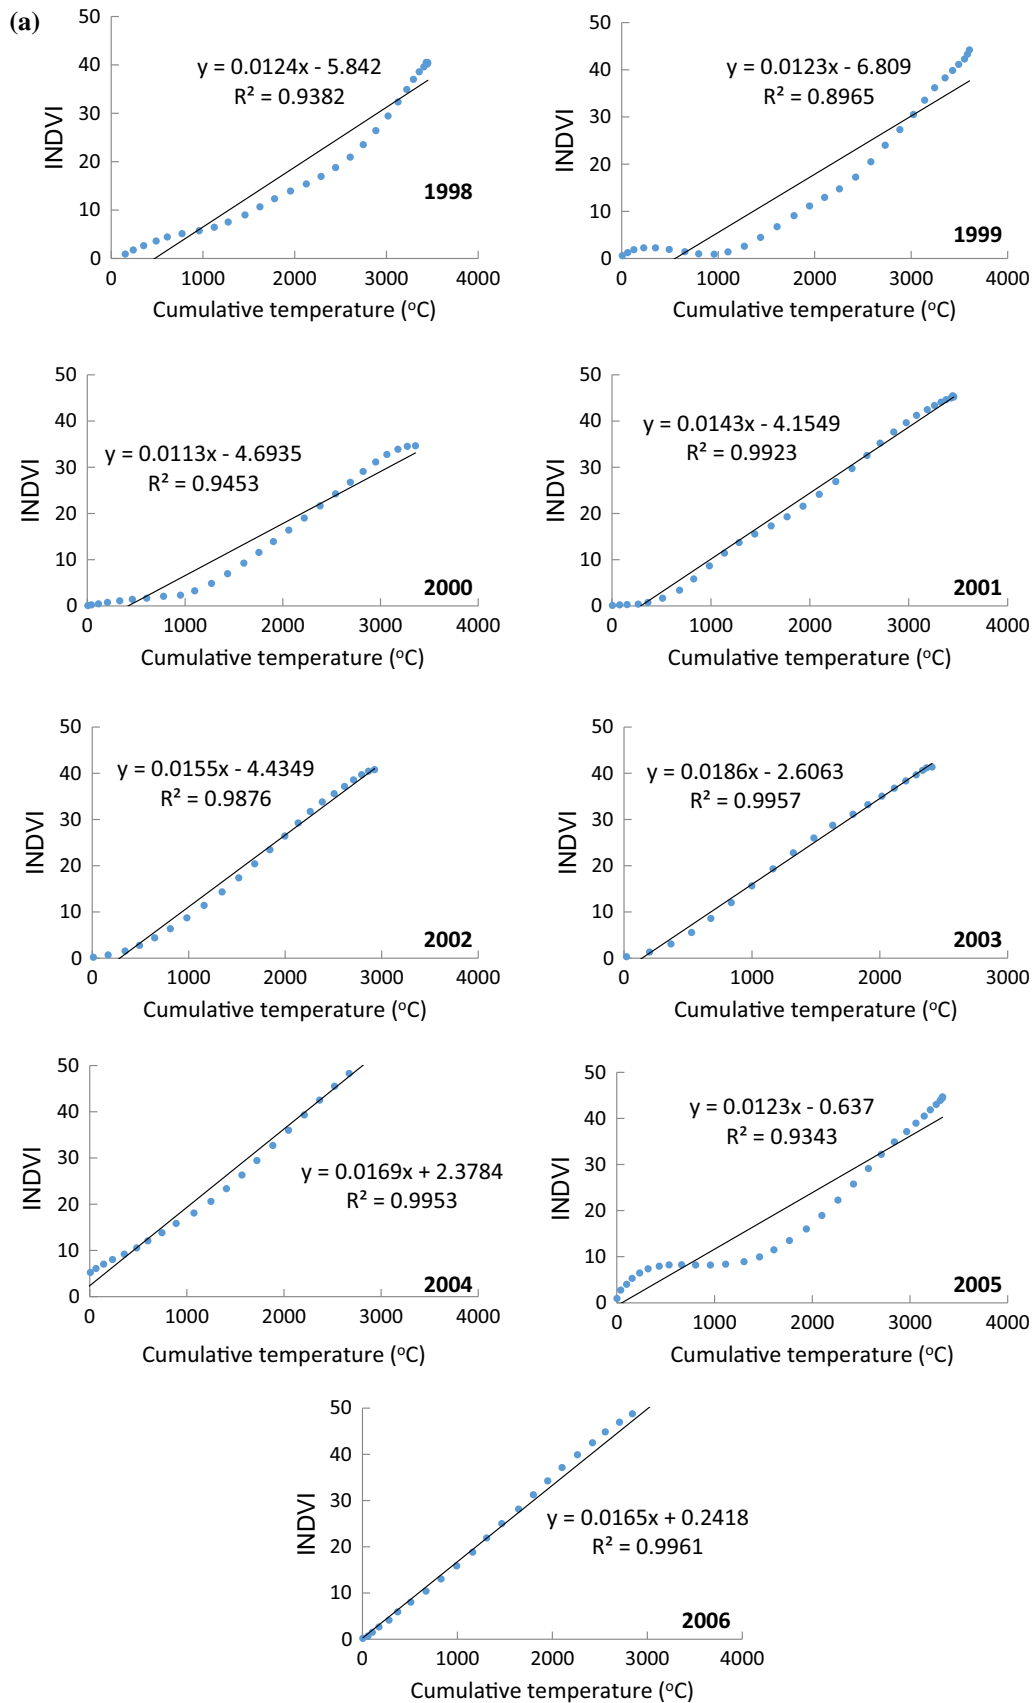 (a)
50
40
30
20
10
0
INDVI
y = 0.0124x - 5.842
R² = 0.9382
1998
0 1000 2000 3000 4000
Cumulative temperature (°C)
50
40
30
20
10
0
INDVI
y = 0.0123x - 6.809
R² = 0.8965
1999
0 1000 2000 3000 4000
Cumulative temperature (°C)
50
40
30
20
10
0
INDVI
y = 0.0113x - 4.6935
R² = 0.9453
2000
0 1000 2000 3000 4000
Cumulative temperature (°C)
50
40
30
20
10
0
INDVI
y = 0.0143x - 4.1549
R² = 0.9923
2001
0 1000 2000 3000 4000
Cumulative temperature (°C)
50
40
30
20
10
0
INDVI
y = 0.0155x - 4.4349
R² = 0.9876
2002
0 1000 2000 3000 4000
Cumulative temperature (°C)
50
40
30
20
10
0
INDVI
y = 0.0186x - 2.6063
R² = 0.9957
2003
0 1000 2000 3000
Cumulative temperature (°C)
50
40
30
20
10
0
INDVI
y = 0.0169x + 2.3784
R² = 0.9953
2004
0 1000 2000 3000 4000
Cumulative temperature (°C)
50
40
30
20
10
0
INDVI
y = 0.0123x - 0.637
R² = 0.9343
2005
0 1000 2000 3000 4000
Cumulative temperature (°C)
50
40
30
20
10
0
INDVI
y = 0.0165x + 0.2418
R² = 0.9961
2006
0 1000 2000 3000 4000
Cumulative temperature (°C)